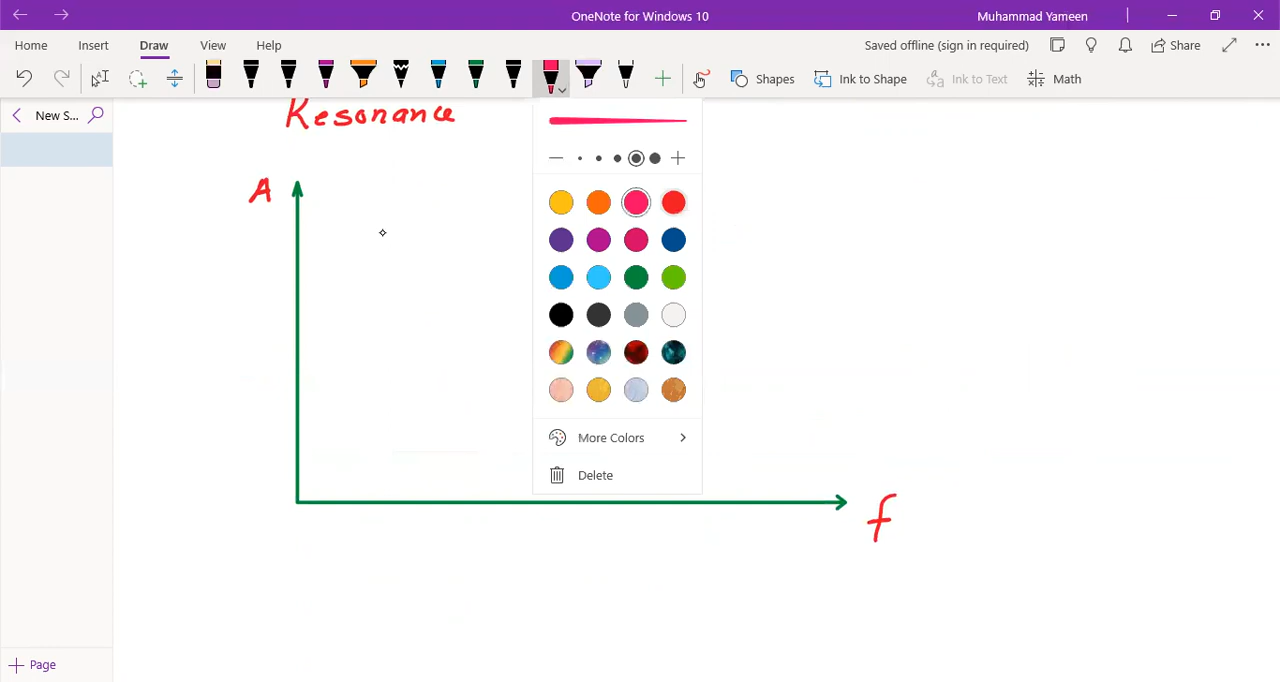 OneNote for Windows 10
Muhammad Yameen
Home Insert Draw View Help
Saved offline (sign in required) Share
Shapes Ink to Shape Ink to Text Math
New S...
Resonance
A
More Colors
Delete
f
Page